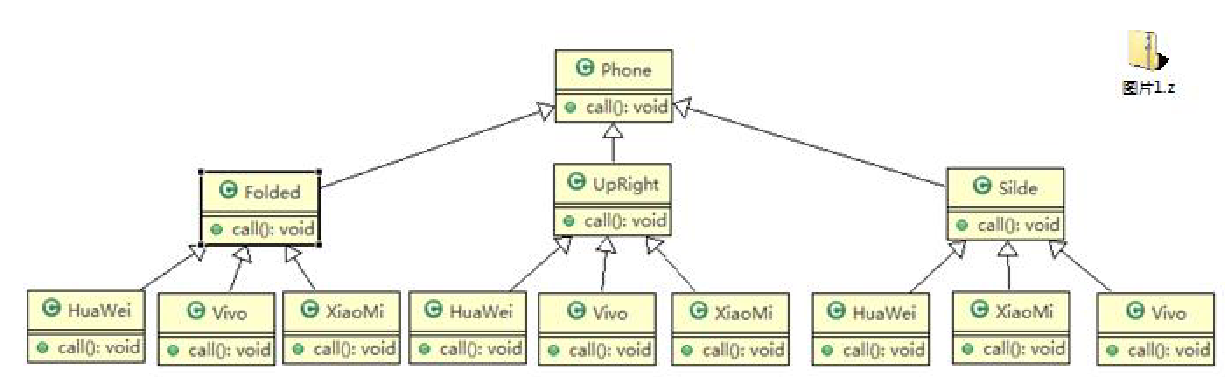 Phone
call(): void
图片1.z
Folded
call(): void
UpRight
call(): void
Silde
call(): void
HuaWei
call(): void
Vivo
call(): void
XiaoMi
call(): void
HuaWei
call(): void
Vivo
call(): void
XiaoMi
call(): void
HuaWei
call(): void
XiaoMi
call(): void
Vivo
call(): void